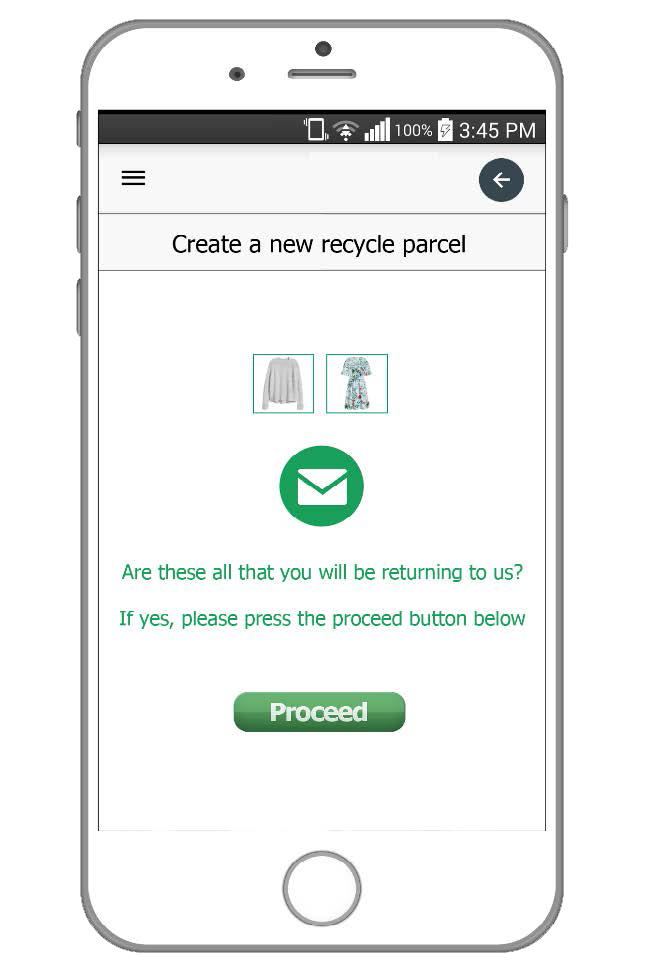 100% 3:45 PM
Create a new recycle parcel
Are these all that you will be returning to us?
If yes, please press the proceed button below
Proceed